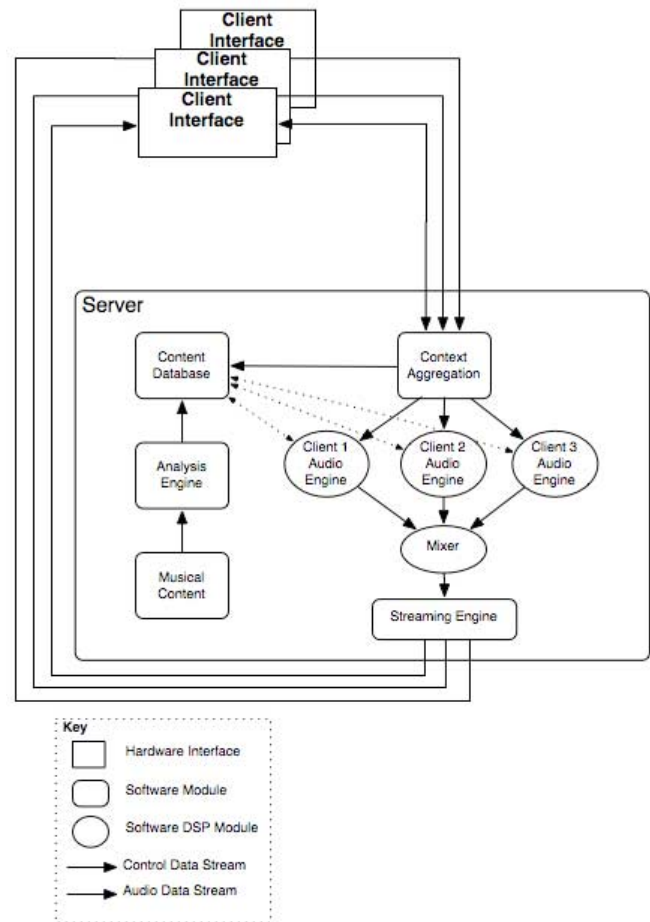 Client
Interface
Client
Interface
Client
Interface
Server
Content
Database
Context
Aggregation
Analysis
Engine
Client 1
Audio
Engine
Client 2
Audio
Engine
Client 3
Audio
Engine
Musical
Content
Mixer
Streaming Engine
Key
Hardware Interface
Software Module
Software DSP Module
Control Data Stream
Audio Data Stream